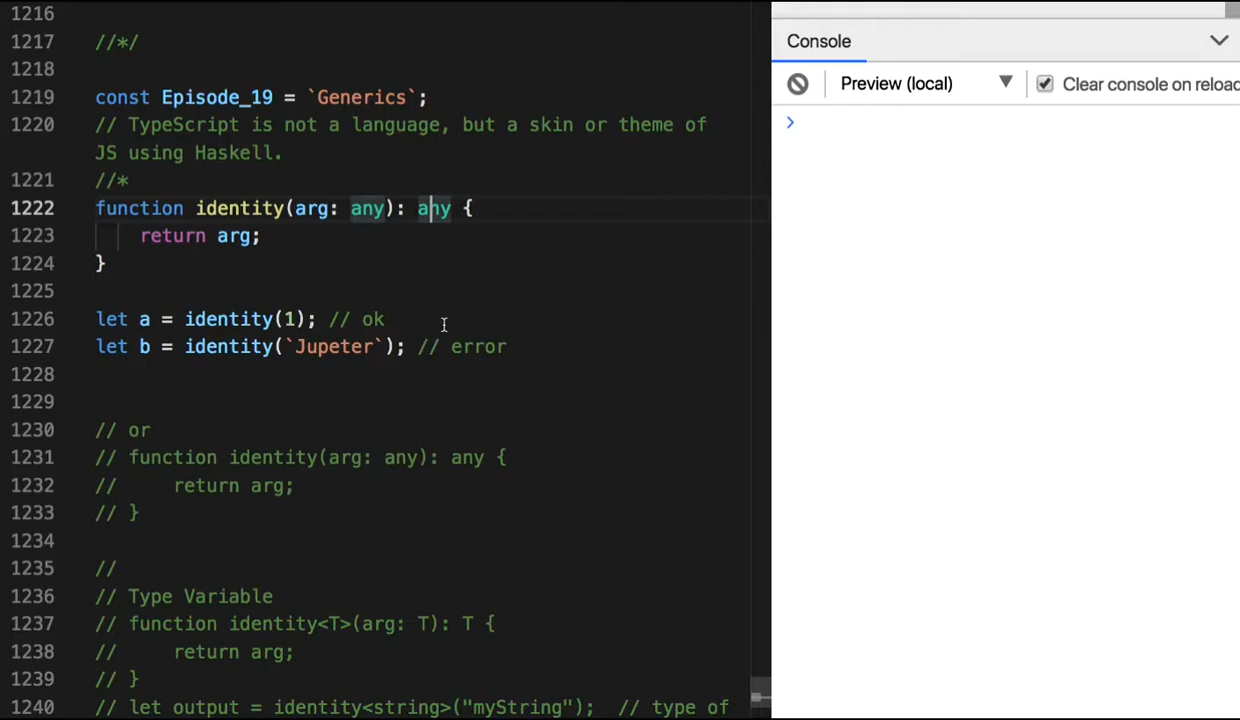 1216
1217 //*/
1218
1219 const Episode_19 = `Generics`;
1220 // TypeScript is not a language, but a skin or theme of
JS using Haskell.
1221 //*
1222 function identity(arg: any): any {
1223     return arg;
1224 }
1225
1226 let a = identity(1); // ok
1227 let b = identity(`Jupeter`); // error
1228
1229
1230 // or
1231 // function identity(arg: any): any {
1232 //     return arg;
1233 // }
1234
1235 //
1236 // Type Variable
1237 // function identity<T>(arg: T): T {
1238 //     return arg;
1239 // }
1240 // let output = identity<string>("myString");  // type of
Console
Preview (local)
Clear console on reload